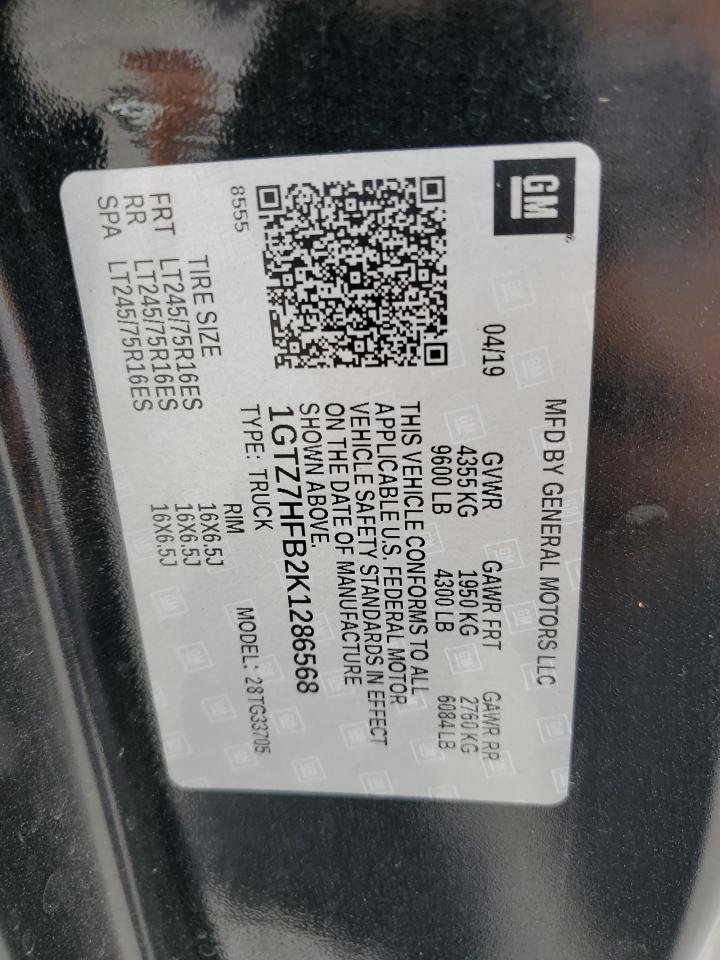 GM
MFD BY GENERAL MOTORS LLC
04/19
GVWR GAWR FRT GAWR RR
4355 KG 1950 KG 2760 KG
9600 LB 4300 LB 6084 LB
THIS VEHICLE CONFORMS TO ALL
APPLICABLE U.S. FEDERAL MOTOR
VEHICLE SAFETY STANDARDS IN EFFECT
ON THE DATE OF MANUFACTURE
SHOWN ABOVE.
1GTZ7HFB2K1286568
TYPE: TRUCK MODEL: 28TG33705
8555
TIRE SIZE RIM
FRT LT245/75R16ES 16X6.5J
RR LT245/75R16ES 16X6.5J
SPA LT245/75R16ES 16X6.5J